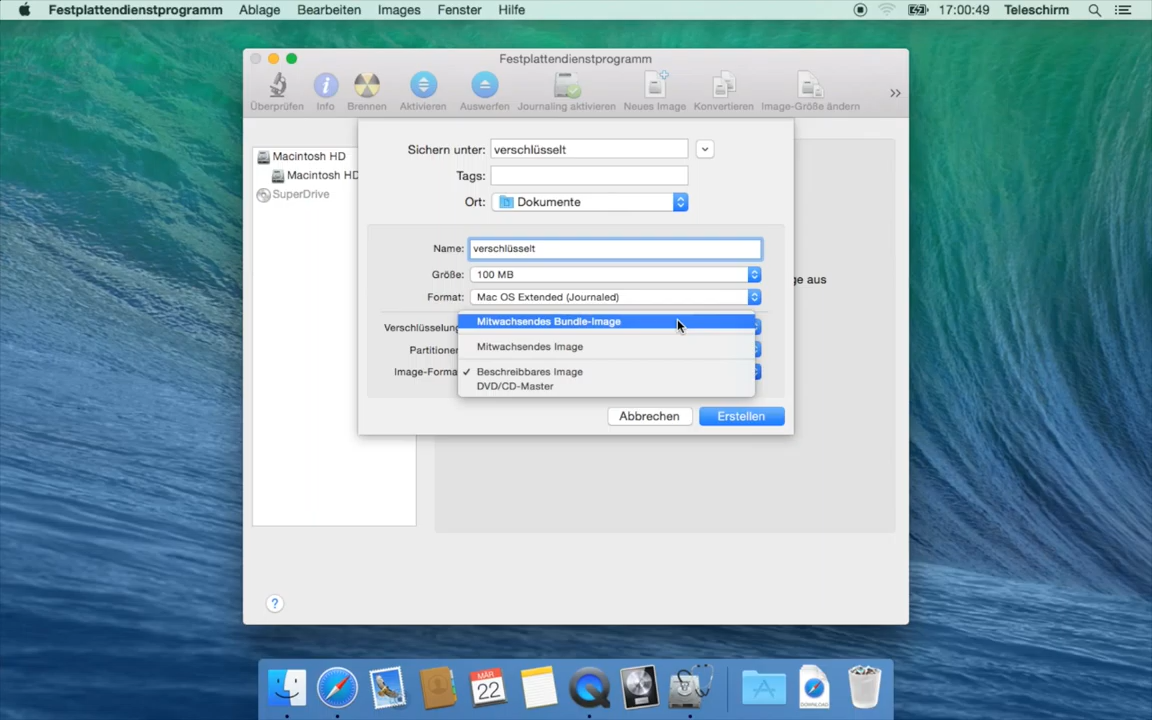 Festplattendienstprogramm Ablage Bearbeiten Images Fenster Hilfe 17:00:49 Teleschirm
Festplattendienstprogramm
Überprüfen Info Brennen Aktivieren Auswerfen Journaling aktivieren Neues Image Konvertieren Image-Größe ändern »
Sichern unter: verschlüsselt
Macintosh HD
Tags:
Macintosh HD
SuperDrive
Ort: Dokumente
Name: verschlüsselt
Größe: 100 MB
ge aus
Format: Mac OS Extended (Journaled)
Verschlüsselung
Mitwachsendes Bundle-Image
Partitionen
Mitwachsendes Image
Image-Forma
✓ Beschreibbares Image
DVD/CD-Master
Abbrechen Erstellen
?
MÄR
22
DOWNLOAD